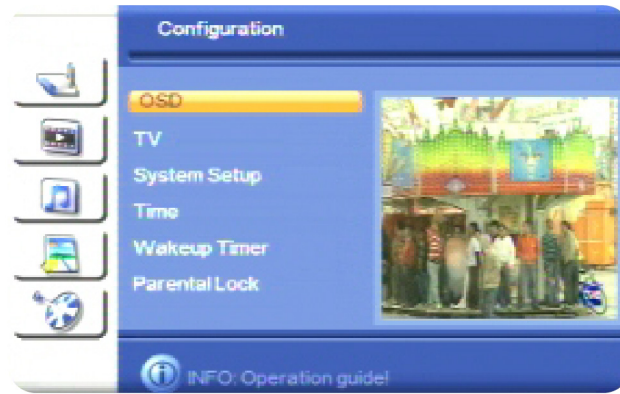 Configuration
OSD
TV
System Setup
Time
Wakeup Timer
Parental Lock
INFO: Operation guide!